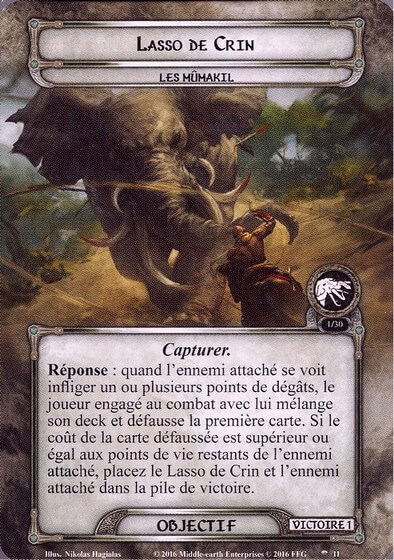 Lasso de Crin
LES MÛMAKIL
1/30
Capturer.
Réponse : quand l'ennemi attaché se voit
infliger un ou plusieurs points de dégâts, le
joueur engagé au combat avec lui mélange
son deck et défausse la première carte. Si le
coût de la carte défaussée est supérieur ou
égal aux points de vie restants de l'ennemi
attaché, placez le Lasso de Crin et l'ennemi
attaché dans la pile de victoire.
OBJECTIF
VICTOIRE 1
Illus. Nikolas Hagialas © 2016 Middle-earth Enterprises © 2016 FFG 11